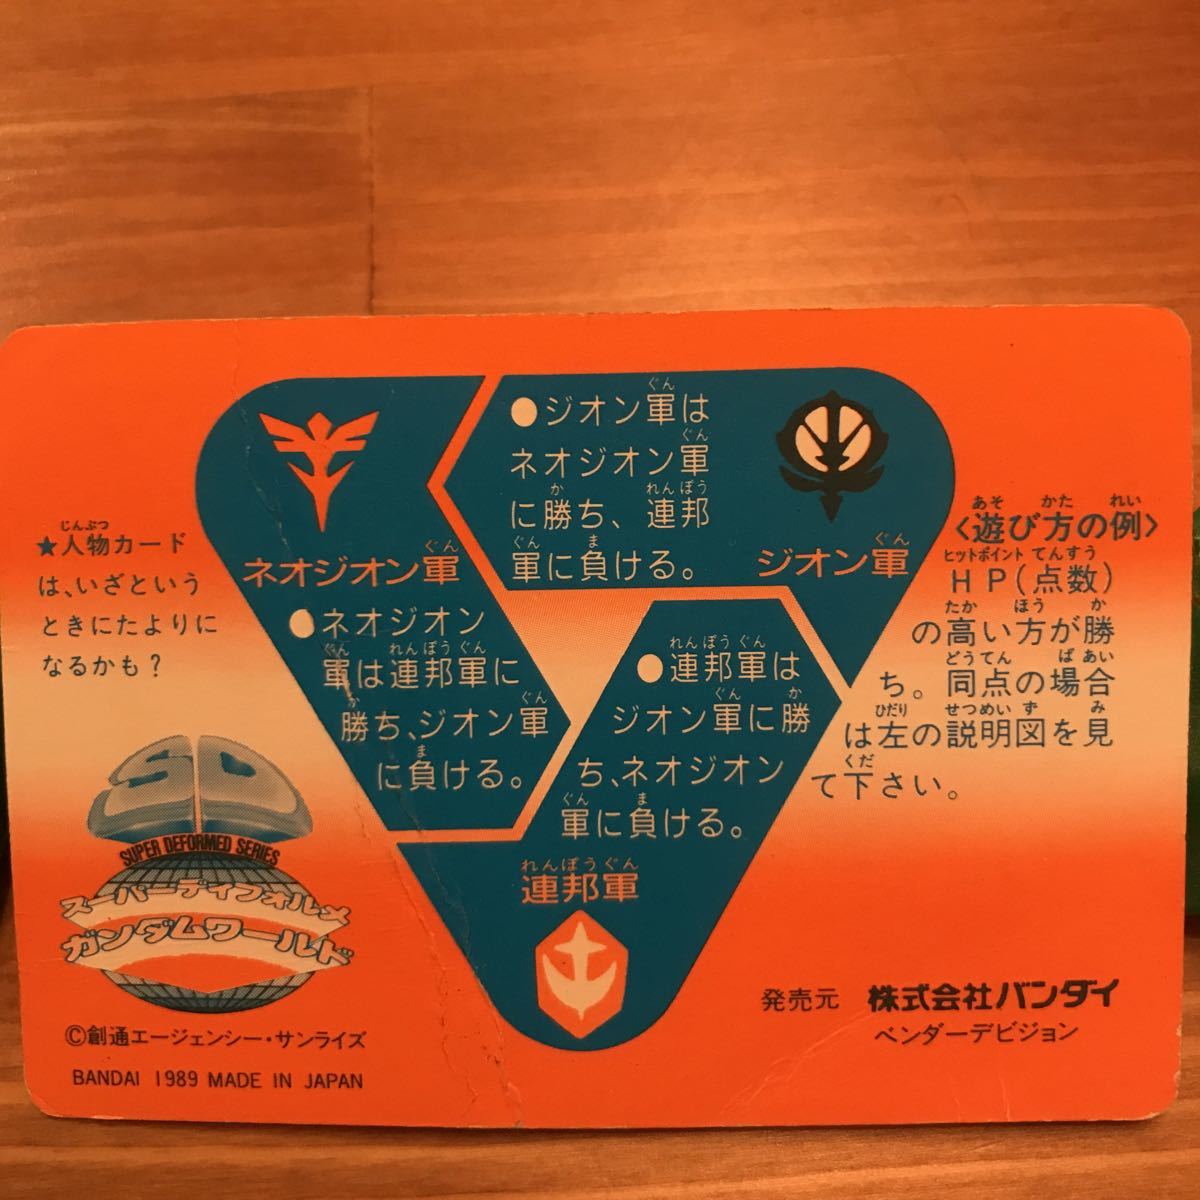 ●ジオン軍は
ネオジオン軍
に勝ち、連邦
軍に負ける。
ジオン軍
ネオジオン軍
●ネオジオン
軍は連邦軍に
勝ち、ジオン軍
に負ける。
●連邦軍は
ジオン軍に勝
ち、ネオジオン
軍に負ける。
連邦軍
★人物カード
は、いざという
ときにたよりに
なるかも?
〈遊び方の例〉
HP(点数)
の高い方が勝
ち。同点の場合
は左の説明図を見
て下さい。
SD
SUPER DEFORMED SERIES
スーパーディフォルメ
ガンダムワールド
©創通エージェンシー・サンライズ
BANDAI 1989 MADE IN JAPAN
発売元 株式会社バンダイ
ベンダーデビジョン